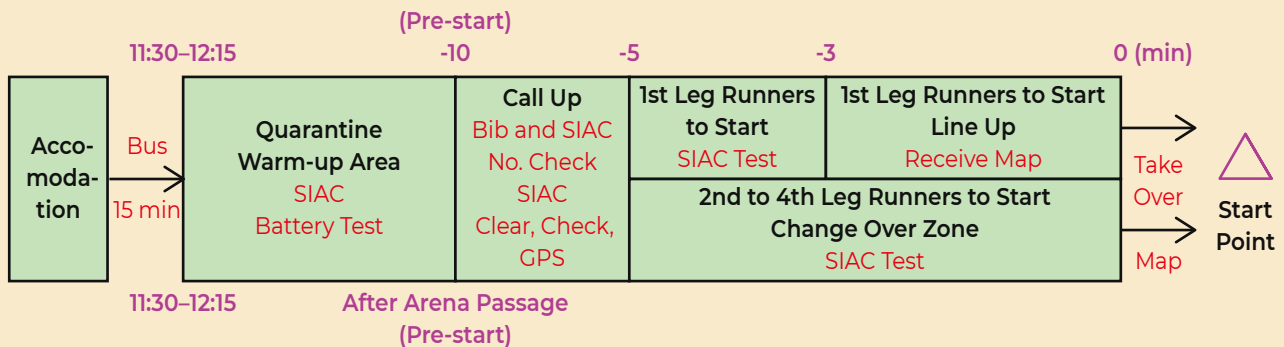 (Pre-start)
11:30–12:15
-10
-5
-3
0 (min)
Acco-
moda-
tion
Bus
15 min
Quarantine
Warm-up Area
SIAC
Battery Test
Call Up
Bib and SIAC
No. Check
SIAC
Clear, Check,
GPS
1st Leg Runners
to Start
SIAC Test
1st Leg Runners to Start
Line Up
Receive Map
2nd to 4th Leg Runners to Start
Change Over Zone
SIAC Test
Take
Over
Map
Start
Point
11:30–12:15
After Arena Passage
(Pre-start)